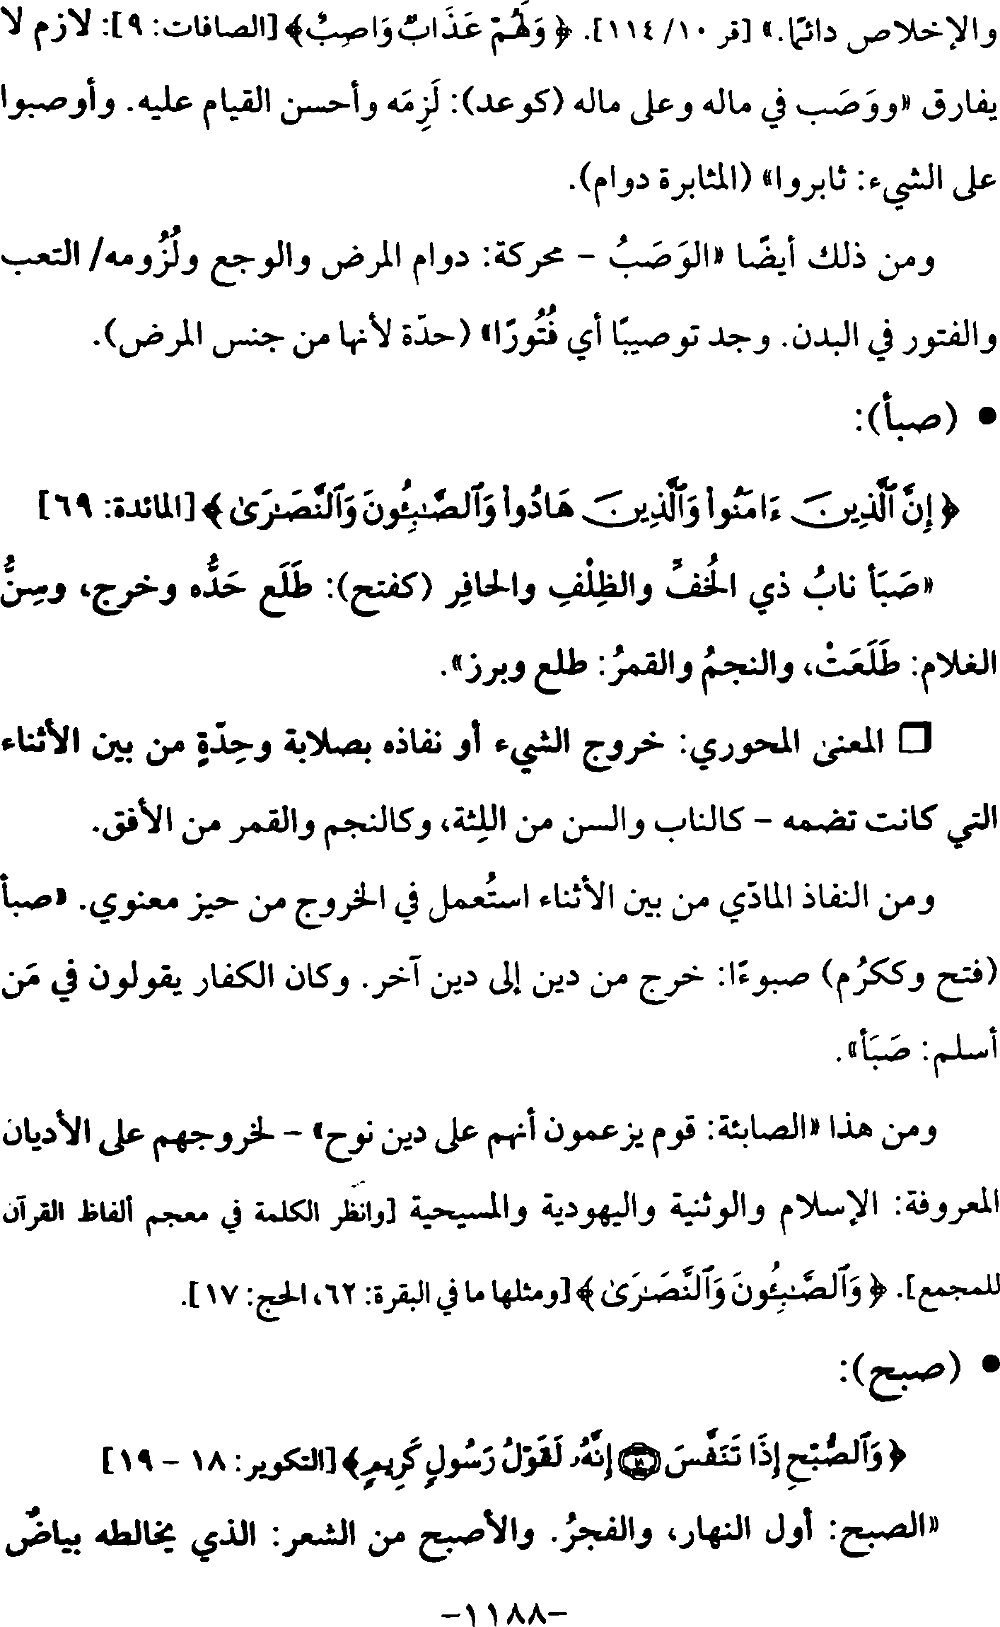 والإخلاص دائمًا.» [قر ١٠/ ١١٤]. ﴿ وَلَهُمْ عَذَابٌ وَاصِبٌ﴾ [الصافات: ٩]: لازم لا
يفارق «ووَصَب في ماله وعلى ماله (كوعد): لَزِمَه وأحسن القيام عليه. وأوصبوا
على الشيء: ثابروا» (المثابرة دوام).
ومن ذلك أيضًا «الوَصَبُ - محركة: دوام المرض والوجع ولُزُومه/ التعب
والفتور في البدن. وجد توصيبًا أي فُتُورًا» (حدّة لأنها من جنس المرض).
• (صبأ):
﴿ إِنَّ ٱلَّذِينَ ءَامَنُواْ وَٱلَّذِينَ هَادُواْ وَٱلصَّـٰبِـُٔونَ وَٱلنَّصَـٰرَىٰ ﴾ [المائدة: ٦٩]
«صَبَأ نابُ ذي الخُفِّ والظِلْفِ والحافِر (كفتح): طَلَع حَدُّه وخرج، وسِنُّ
الغلام: طَلَعَتْ، والنجمُ والقمرُ: طلع وبرز».
❐ المعنى المحوري: خروج الشيء أو نفاذه بصلابة وحِدّةٍ من بين الأثناء
التي كانت تضمه - كالناب والسن من اللِثة، وكالنجم والقمر من الأفق.
ومن النفاذ المادّي من بين الأثناء استُعمل في الخروج من حيز معنوي. «صبأ
(فتح وككرُم) صبوءًا: خرج من دين إلى دين آخر. وكان الكفار يقولون في مَن
أسلم: صَبَأ».
ومن هذا «الصابئة: قوم يزعمون أنهم على دين نوح» - لخروجهم على الأديان
المعروفة: الإسلام والوثنية واليهودية والمسيحية [وانظر الكلمة في معجم ألفاظ القرآن
للمجمع]. ﴿ وَٱلصَّـٰبِـُٔونَ وَٱلنَّصَـٰرَىٰ ﴾ [ومثلها ما في البقرة: ٦٢، الحج: ١٧].
• (صبح):
﴿ وَٱلصُّبْحِ إِذَا تَنَفَّسَ ۝١٨ إِنَّهُۥ لَقَوْلُ رَسُولٍ كَرِيمٍ﴾ [التكوير: ١٨ - ١٩]
«الصبح: أول النهار، والفجرُ. والأصبح من الشعر: الذي يخالطه بياضٌ
-١١٨٨-